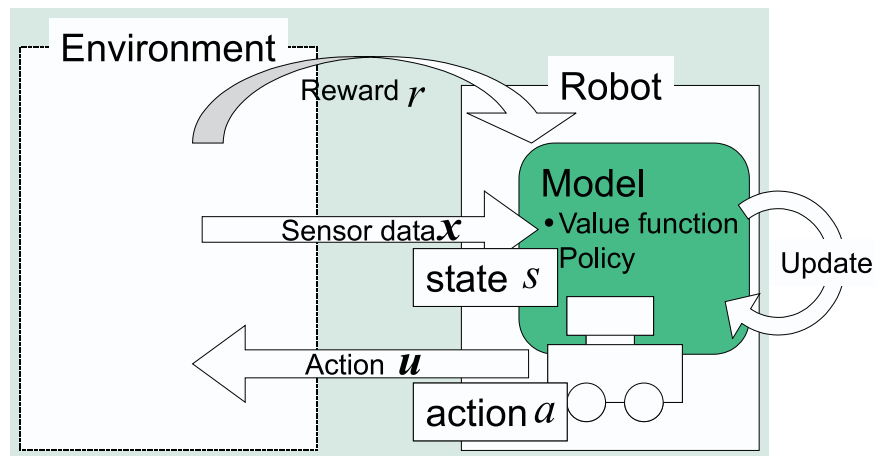 Environment
Reward r
Robot
Model
• Value function
Policy
Sensor data x
state s
Update
Action u
action a